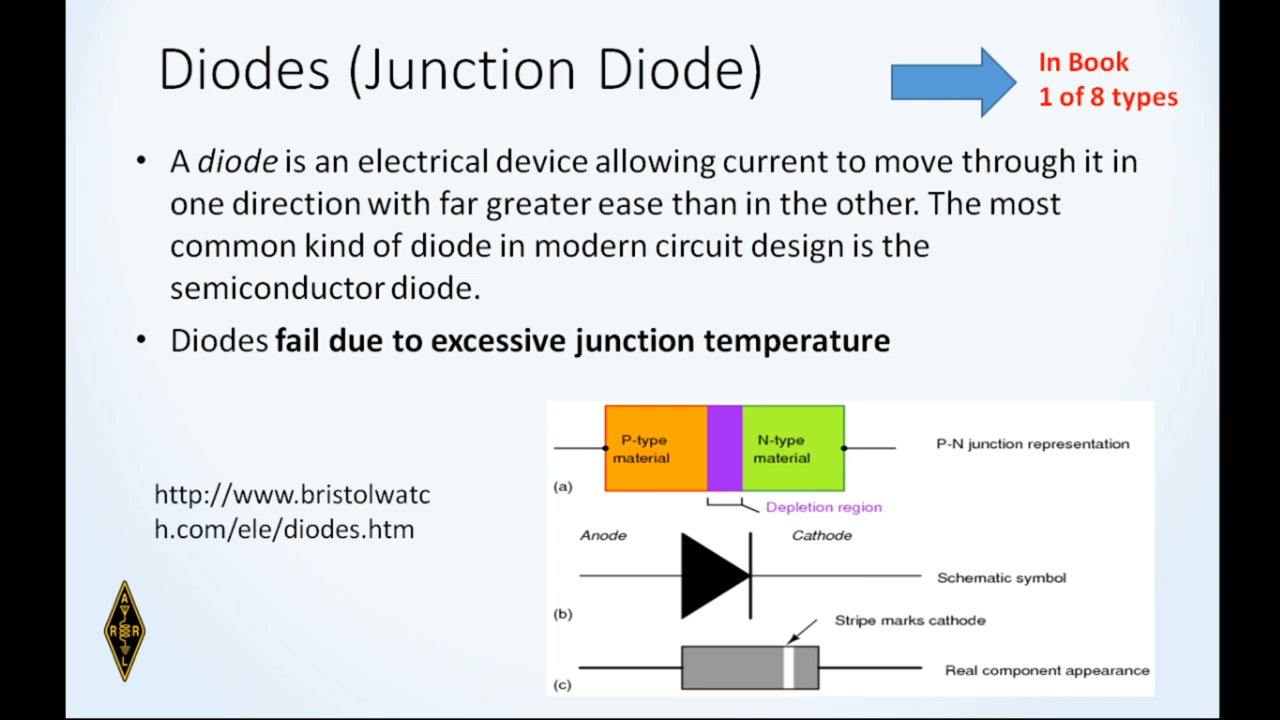 Diodes (Junction Diode)
In Book
1 of 8 types
• A diode is an electrical device allowing current to move through it in
one direction with far greater ease than in the other. The most
common kind of diode in modern circuit design is the
semiconductor diode.
• Diodes fail due to excessive junction temperature
http://www.bristolwatc
h.com/ele/diodes.htm
P-type
material
N-type
material
P-N junction representation
(a)
Depletion region
Anode
Cathode
Schematic symbol
(b)
Stripe marks cathode
Real component appearance
(c)
A
R R
L